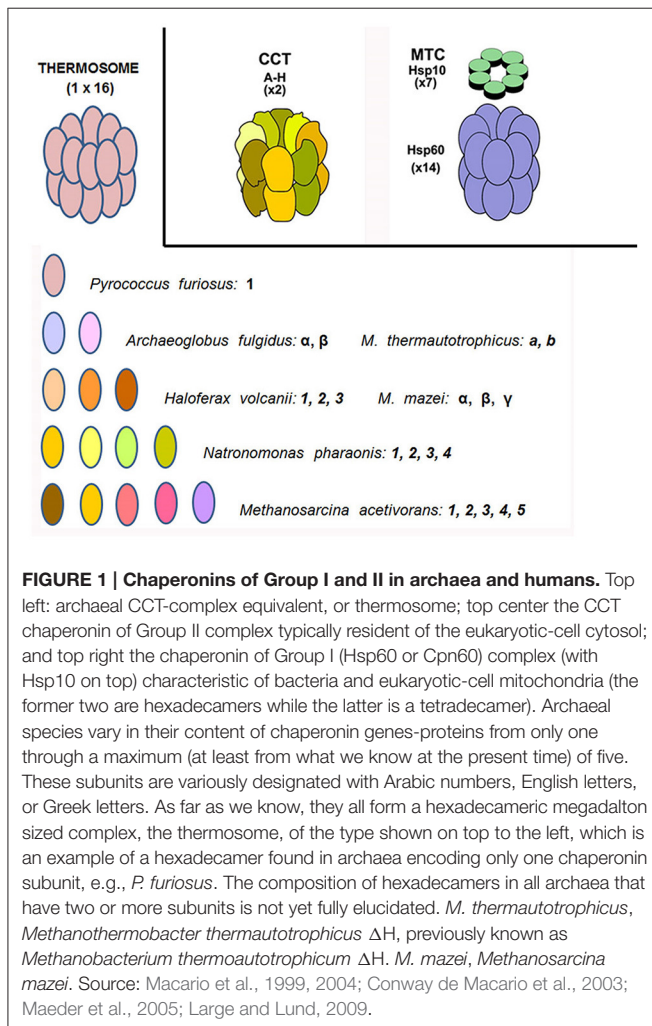 THERMOSOME
(1 x 16)
CCT
A-H
(x2)
MTC
Hsp10
(x7)
Hsp60
(x14)
Pyrococcus furiosus: 1
Archaeoglobus fulgidus: α, β M. thermautotrophicus: a, b
Haloferax volcanii: 1, 2, 3 M. mazei: α, β, γ
Natronomonas pharaonis: 1, 2, 3, 4
Methanosarcina acetivorans: 1, 2, 3, 4, 5
FIGURE 1 | Chaperonins of Group I and II in archaea and humans. Top
left: archaeal CCT-complex equivalent, or thermosome; top center the CCT
chaperonin of Group II complex typically resident of the eukaryotic-cell cytosol;
and top right the chaperonin of Group I (Hsp60 or Cpn60) complex (with
Hsp10 on top) characteristic of bacteria and eukaryotic-cell mitochondria (the
former two are hexadecamers while the latter is a tetradecamer). Archaeal
species vary in their content of chaperonin genes-proteins from only one
through a maximum (at least from what we know at the present time) of five.
These subunits are variously designated with Arabic numbers, English letters,
or Greek letters. As far as we know, they all form a hexadecameric megadalton
sized complex, the thermosome, of the type shown on top to the left, which is
an example of a hexadecamer found in archaea encoding only one chaperonin
subunit, e.g., P. furiosus. The composition of hexadecamers in all archaea that
have two or more subunits is not yet fully elucidated. M. thermautotrophicus,
Methanothermobacter thermautotrophicus ΔH, previously known as
Methanobacterium thermoautotrophicum ΔH. M. mazei, Methanosarcina
mazei. Source: Macario et al., 1999, 2004; Conway de Macario et al., 2003;
Maeder et al., 2005; Large and Lund, 2009.